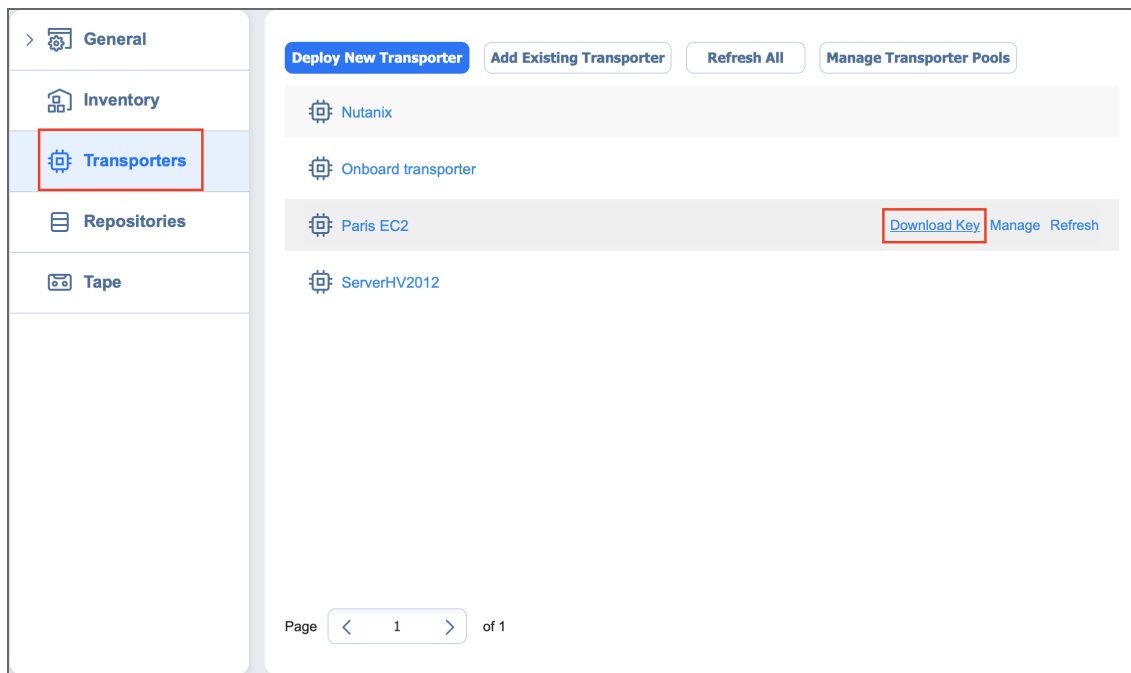 General
Inventory
Transporters
Repositories
Tape
Deploy New Transporter
Add Existing Transporter
Refresh All
Manage Transporter Pools
Nutanix
Onboard transporter
Paris EC2
Download Key Manage Refresh
ServerHV2012
Page 1 of 1